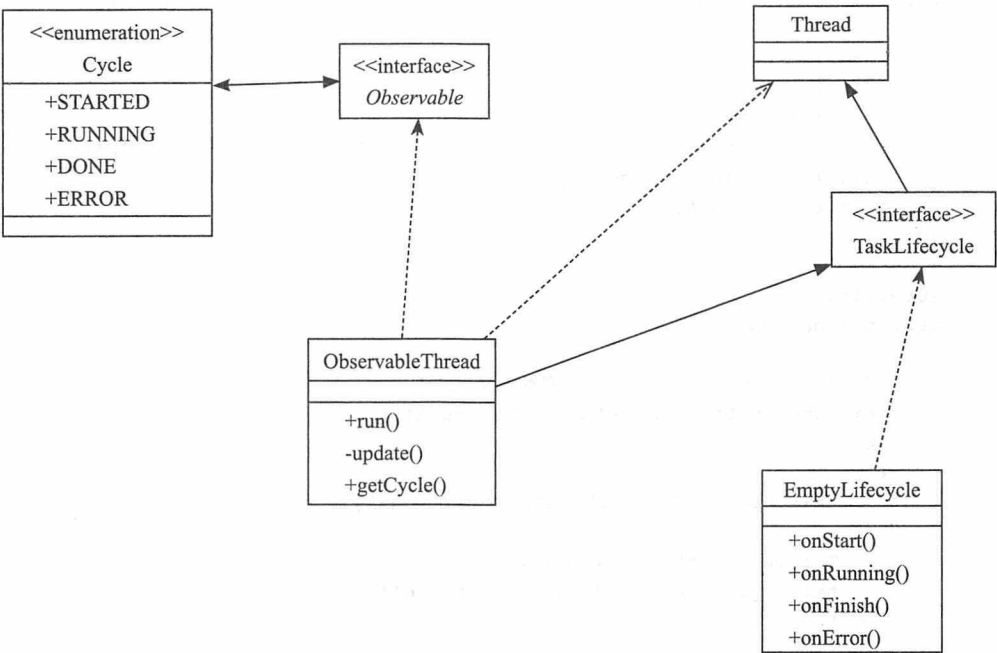 <<enumeration>>
Cycle
+STARTED
+RUNNING
+DONE
+ERROR
<<interface>>
Observable
Thread
<<interface>>
TaskLifecycle
ObservableThread
+run()
-update()
+getCycle()
EmptyLifecycle
+onStart()
+onRunning()
+onFinish()
+onError()